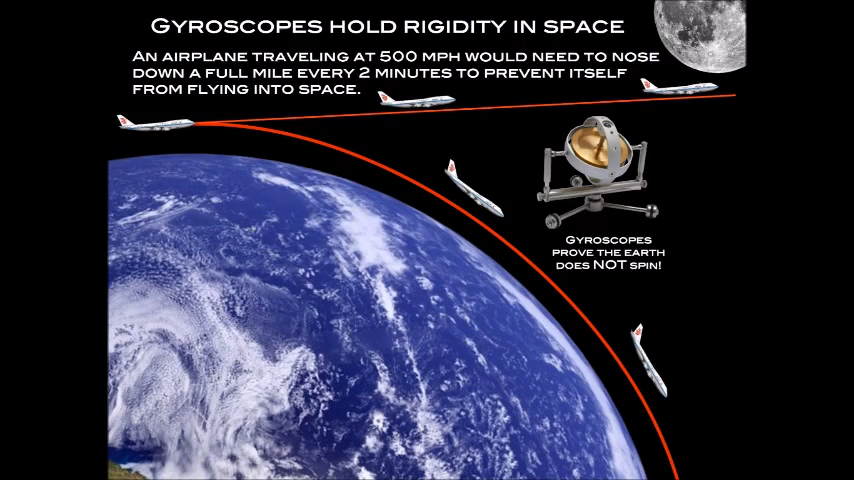 Gyroscopes hold rigidity in space
An airplane traveling at 500 mph would need to nose
down a full mile every 2 minutes to prevent itself
from flying into space.
Gyroscopes
prove the earth
does NOT spin!